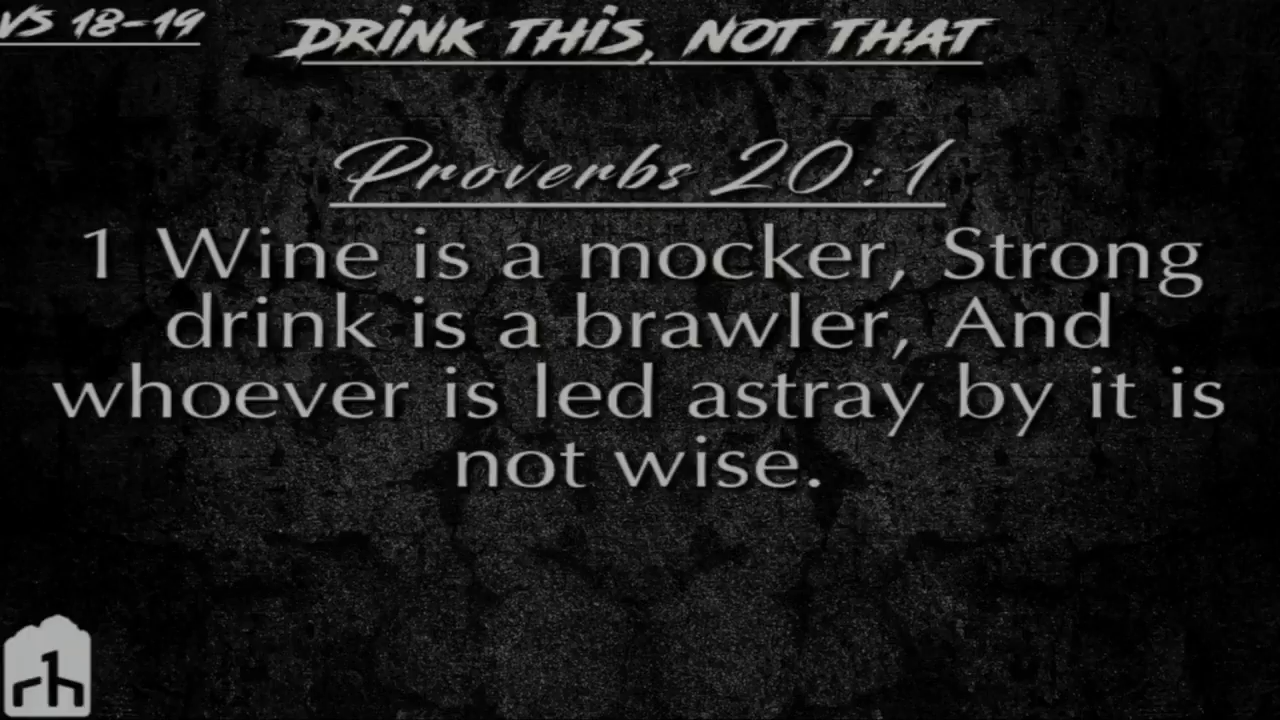 VS 18-19
DRINK THIS, NOT THAT
Proverbs 20:1
1 Wine is a mocker, Strong
drink is a brawler, And
whoever is led astray by it is
not wise.